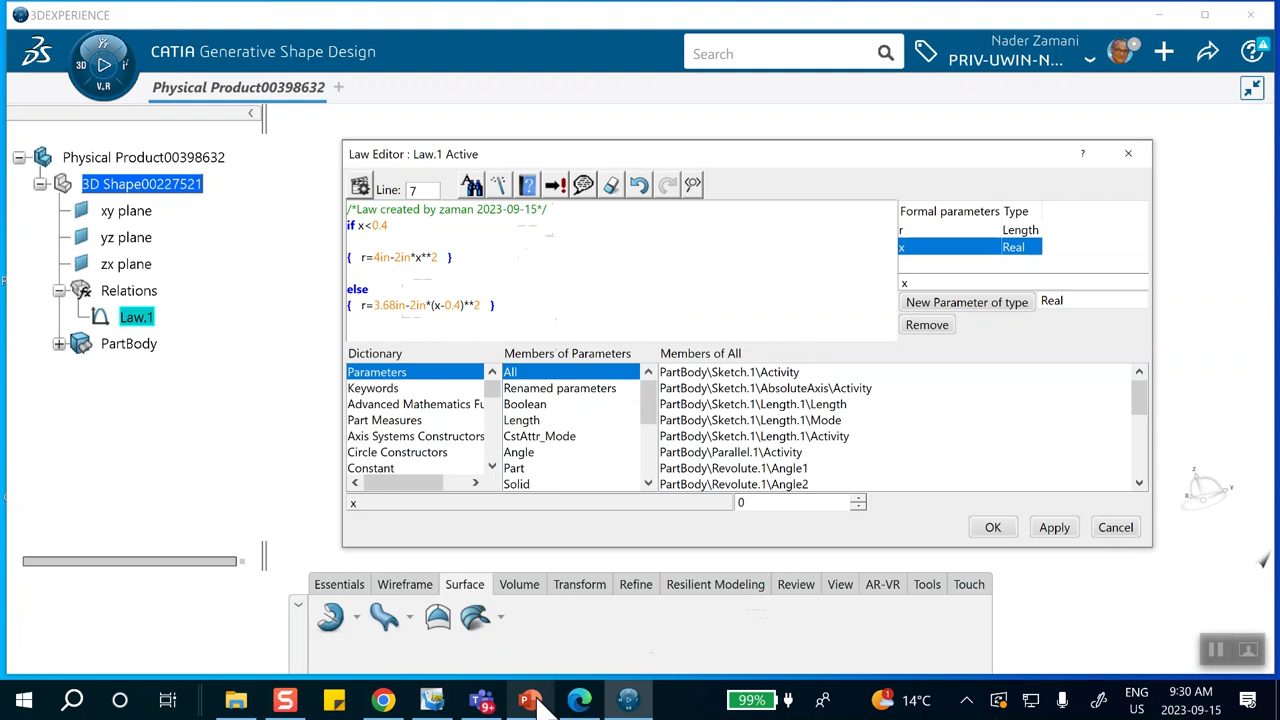 3DEXPERIENCE
3D
V.R
CATIA Generative Shape Design
Search
Nader Zamani
PRIV-UWIN-N...
Physical Product00398632
Physical Product00398632
3D Shape00227521
xy plane
yz plane
zx plane
Relations
Law.1
PartBody
Law Editor : Law.1 Active
Line: 7
/*Law created by zaman 2023-09-15*/
if x<0.4
{ r=4in-2in*x**2 }
else
{ r=3.68in-2in*(x-0.4)**2 }
Formal parameters Type
r Length
x Real
x
New Parameter of type Real
Remove
Dictionary Members of Parameters Members of All
Parameters All PartBody\Sketch.1\Activity
Keywords Renamed parameters PartBody\Sketch.1\AbsoluteAxis\Activity
Advanced Mathematics Fu Boolean PartBody\Sketch.1\Length.1\Length
Part Measures Length PartBody\Sketch.1\Length.1\Mode
Axis Systems Constructors CstAttr_Mode PartBody\Sketch.1\Length.1\Activity
Circle Constructors Angle PartBody\Parallel.1\Activity
Constant Part PartBody\Revolute.1\Angle1
Solid PartBody\Revolute.1\Angle2
x 0
OK Apply Cancel
Essentials Wireframe Surface Volume Transform Refine Resilient Modeling Review View AR-VR Tools Touch
99% 14°C ENG US 9:30 AM 2023-09-15